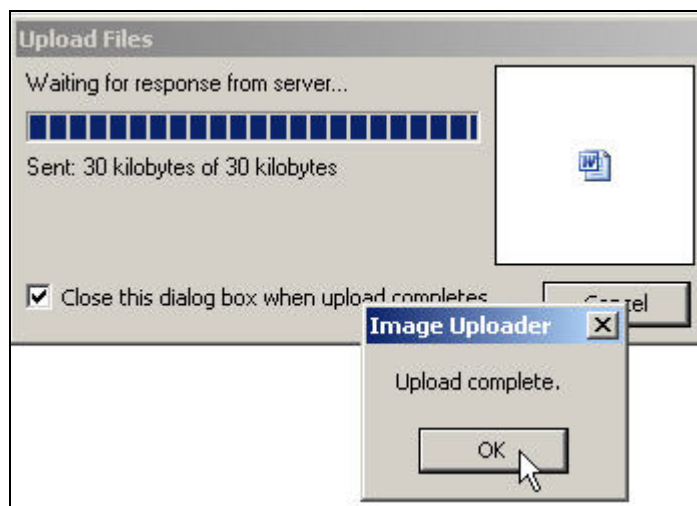 Upload Files
Waiting for response from server...
Sent: 30 kilobytes of 30 kilobytes
Close this dialog box when upload completes
Image Uploader
Upload complete.
OK